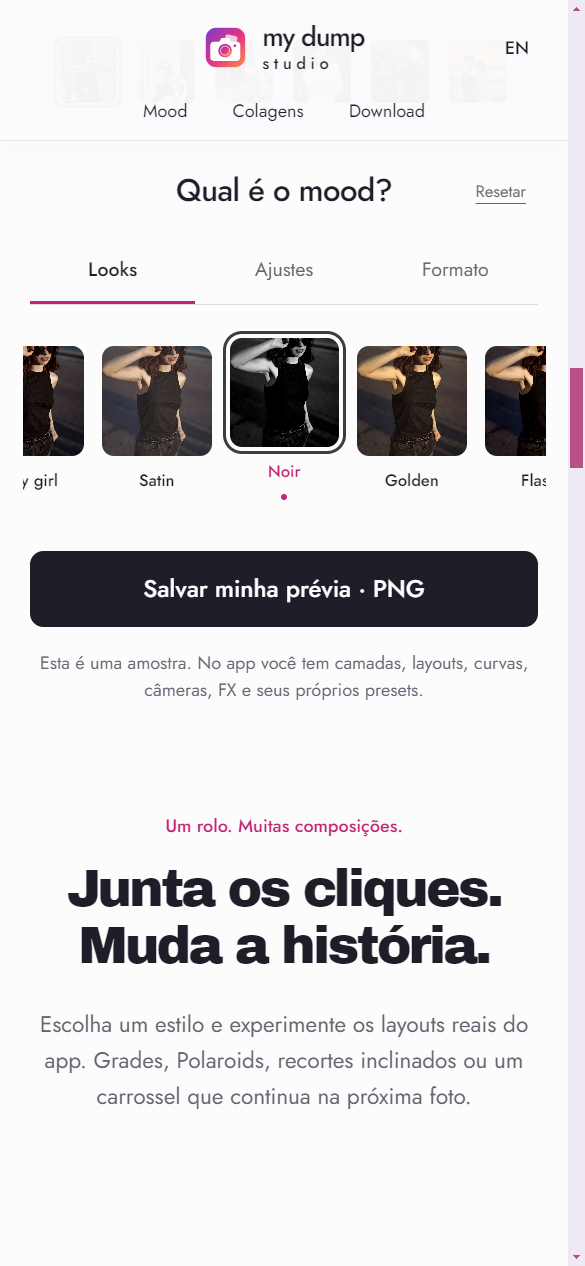 my dump
studio
EN
Mood Colagens Download
Qual é o mood?
Resetar
Looks Ajustes Formato
y girl Satin Noir Golden Flas
Salvar minha prévia · PNG
Esta é uma amostra. No app você tem camadas, layouts, curvas,
câmeras, FX e seus próprios presets.
Um rolo. Muitas composições.
Junta os cliques.
Muda a história.
Escolha um estilo e experimente os layouts reais do
app. Grades, Polaroids, recortes inclinados ou um
carrossel que continua na próxima foto.